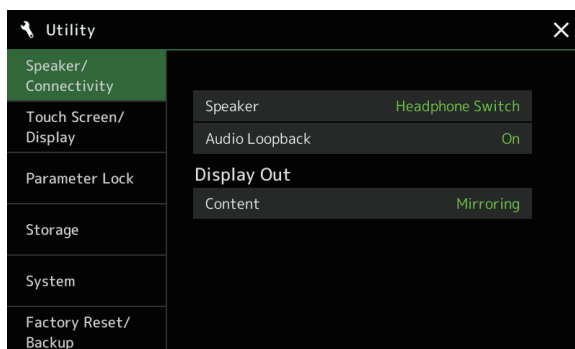 Utility
Speaker/
Connectivity
Touch Screen/
Display
Parameter Lock
Storage
System
Factory Reset/
Backup
Speaker Headphone Switch
Audio Loopback On
Display Out
Content Mirroring